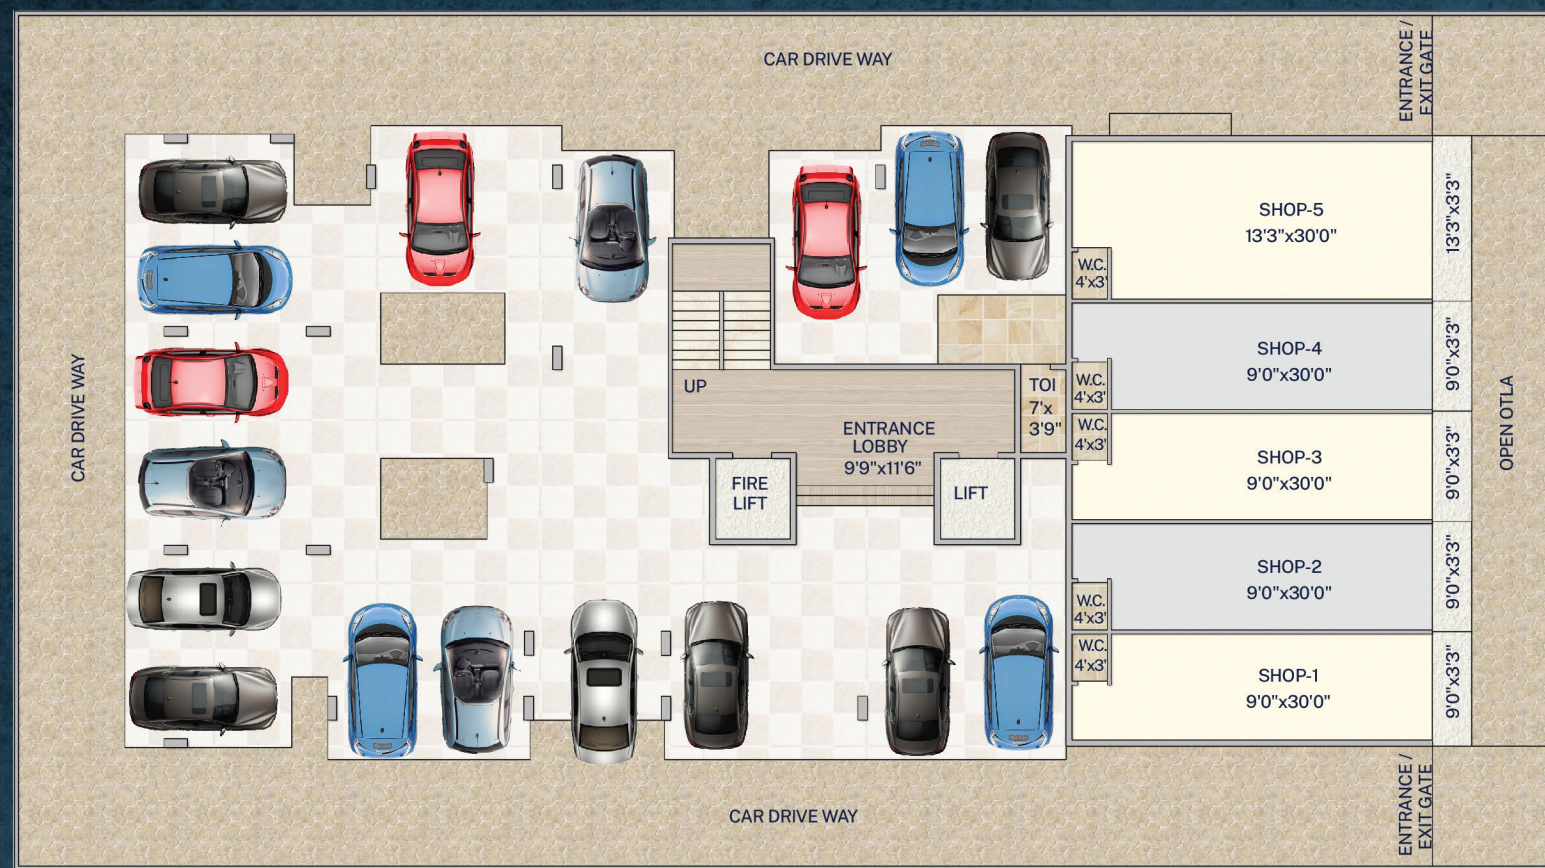 CAR DRIVE WAY
ENTRANCE /
EXIT GATE
SHOP-5
13'3"x30'0"
13'3"x3'3"
W.C.
4'x3'
SHOP-4
9'0"x30'0"
9'0"x3'3"
W.C.
4'x3'
CAR DRIVE WAY
UP
TOI
7'x
3'9"
OPEN OTLA
ENTRANCE
LOBBY
9'9"x11'6"
W.C.
4'x3'
SHOP-3
9'0"x30'0"
9'0"x3'3"
FIRE
LIFT
LIFT
SHOP-2
9'0"x30'0"
9'0"x3'3"
W.C.
4'x3'
W.C.
4'x3'
SHOP-1
9'0"x30'0"
9'0"x3'3"
CAR DRIVE WAY
ENTRANCE /
EXIT GATE